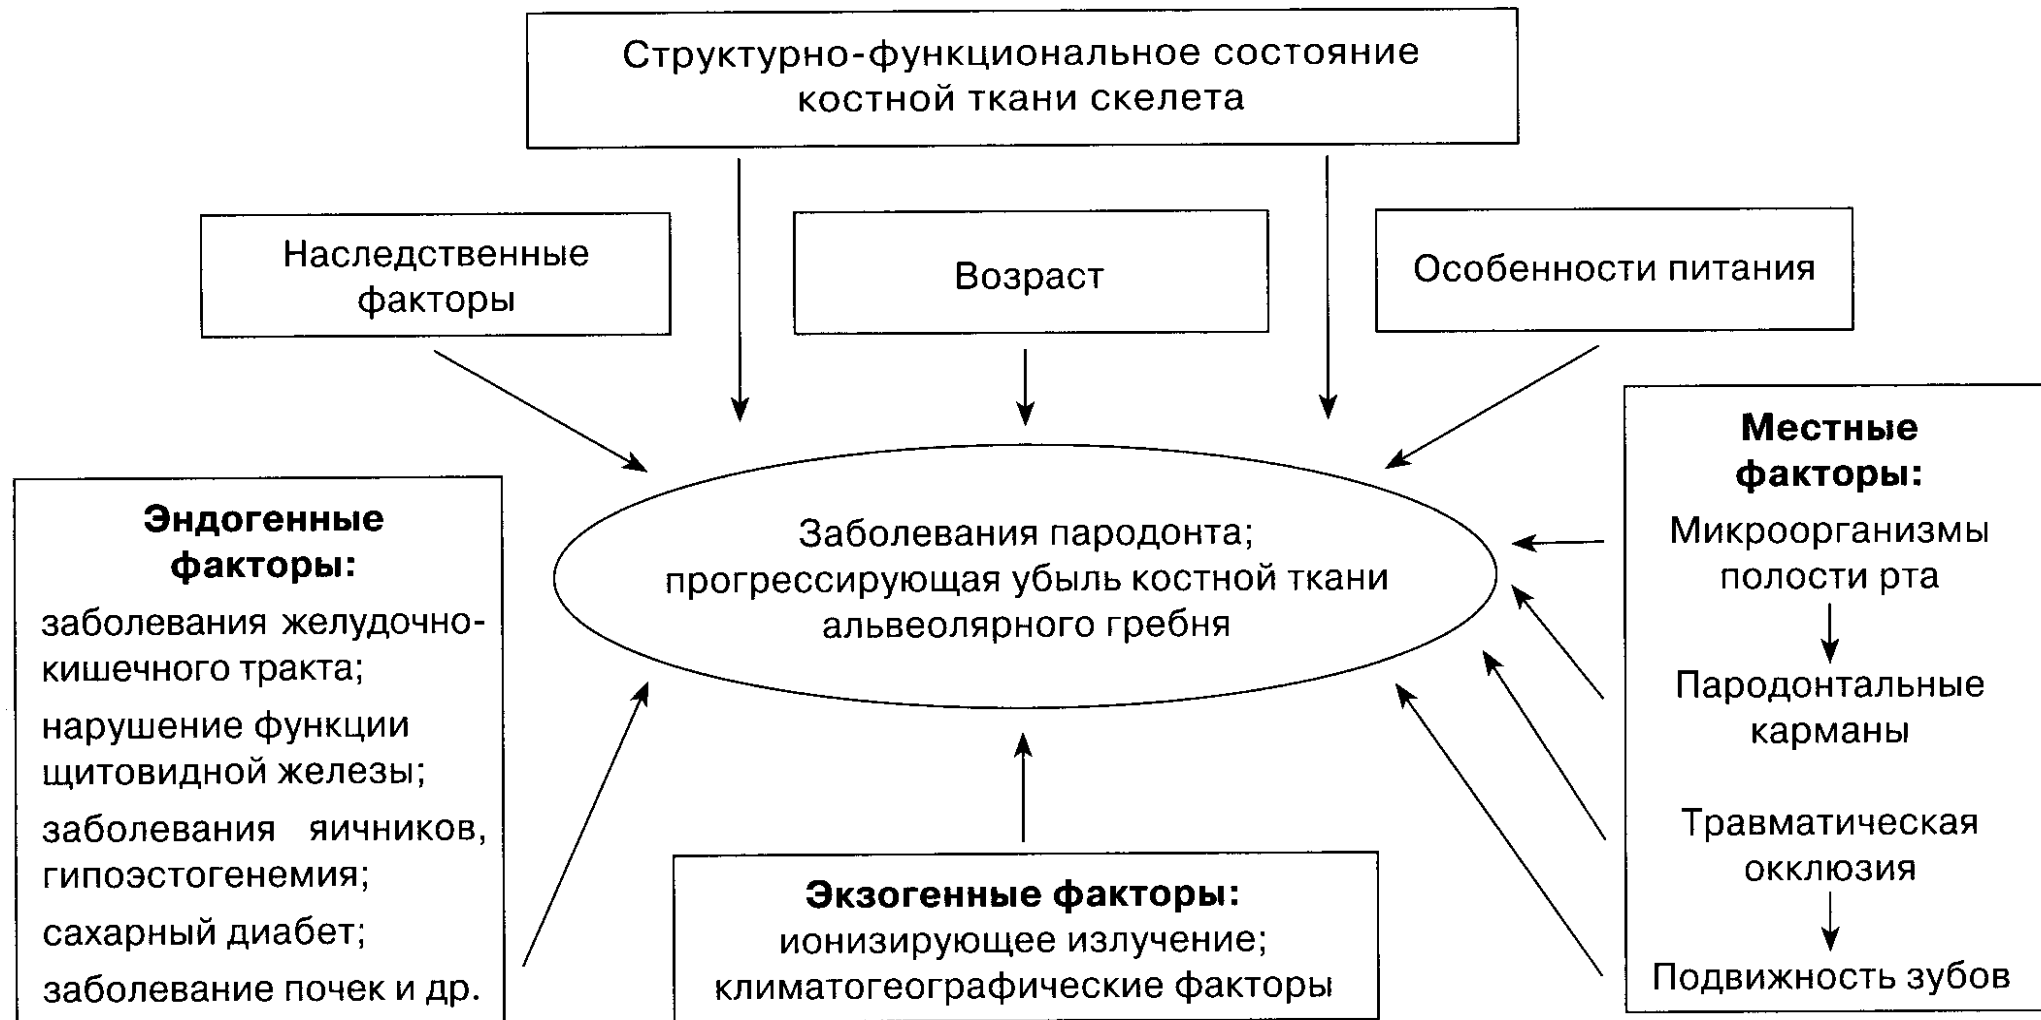 Структурно-функциональное состояние
костной ткани скелета
Наследственные
факторы
Возраст
Особенности питания
Эндогенные
факторы:
заболевания желудочно-
кишечного тракта;
нарушение функции
щитовидной железы;
заболевания яичников,
гипоэстогенемия;
сахарный диабет;
заболевание почек и др.
Заболевания пародонта;
прогрессирующая убыль костной ткани
альвеолярного гребня
Экзогенные факторы:
ионизирующее излучение;
климатогеографические факторы
Местные
факторы:
Микроорганизмы
полости рта
Пародонтальные
карманы
Травматическая
окклюзия
Подвижность зубов